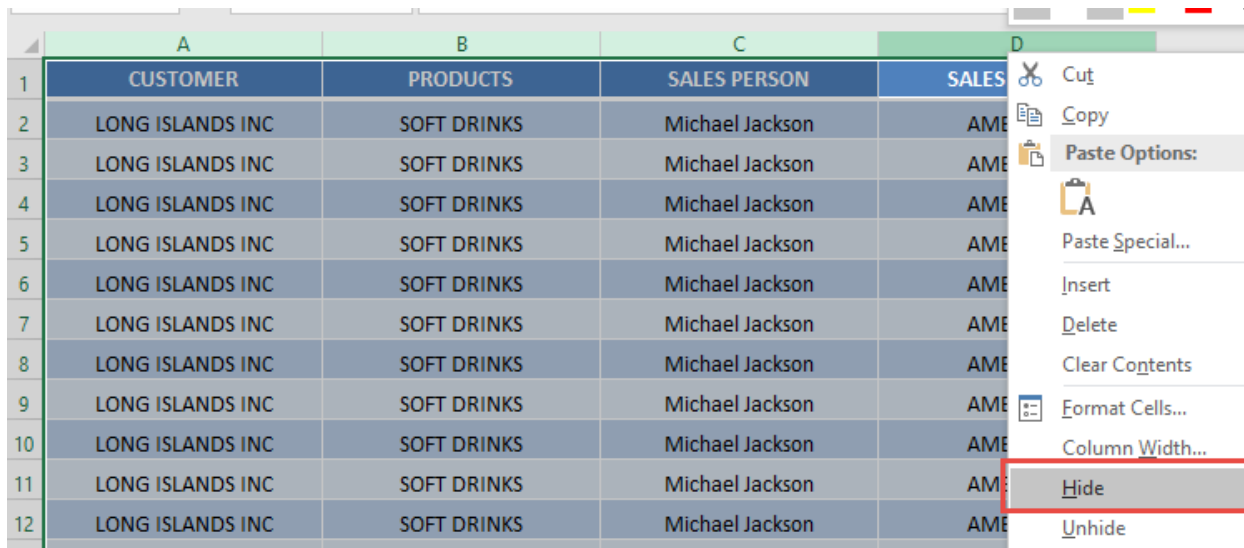 A B C D
1 CUSTOMER PRODUCTS SALES PERSON SALES
2 LONG ISLANDS INC SOFT DRINKS Michael Jackson AME
3 LONG ISLANDS INC SOFT DRINKS Michael Jackson AME
4 LONG ISLANDS INC SOFT DRINKS Michael Jackson AME
5 LONG ISLANDS INC SOFT DRINKS Michael Jackson AME
6 LONG ISLANDS INC SOFT DRINKS Michael Jackson AME
7 LONG ISLANDS INC SOFT DRINKS Michael Jackson AME
8 LONG ISLANDS INC SOFT DRINKS Michael Jackson AME
9 LONG ISLANDS INC SOFT DRINKS Michael Jackson AME
10 LONG ISLANDS INC SOFT DRINKS Michael Jackson AME
11 LONG ISLANDS INC SOFT DRINKS Michael Jackson AME
12 LONG ISLANDS INC SOFT DRINKS Michael Jackson AME
Cut
Copy
Paste Options:
A
Paste Special...
Insert
Delete
Clear Contents
Format Cells...
Column Width...
Hide
Unhide